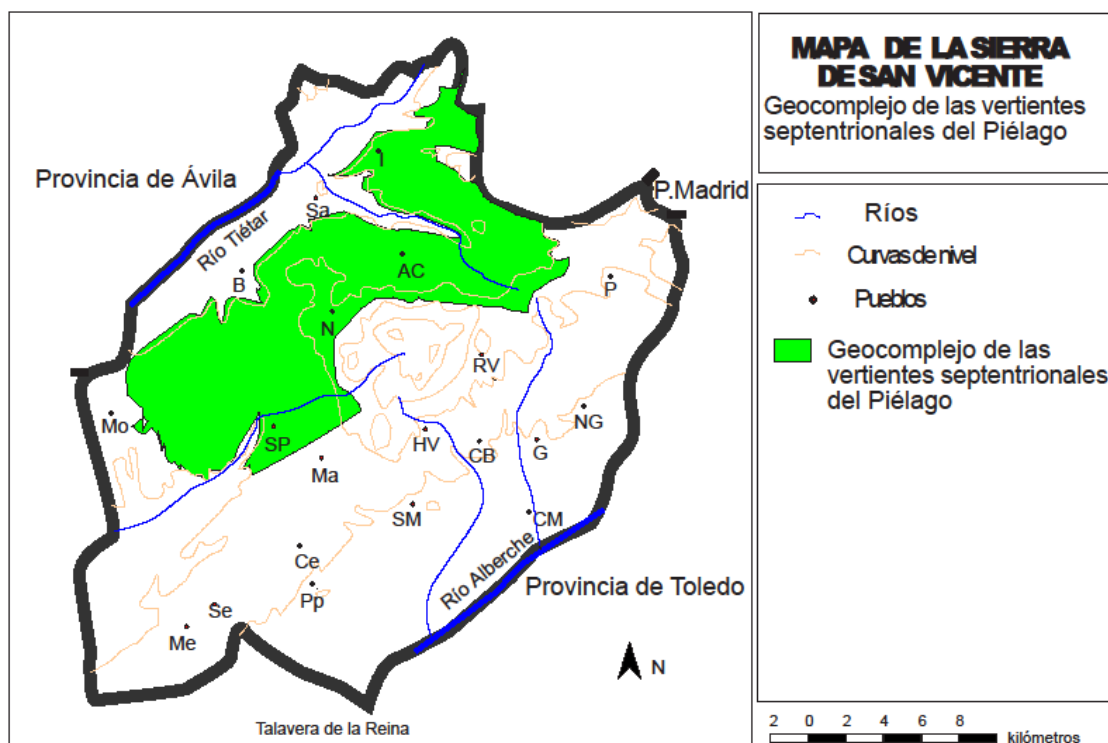 MAPA DE LA SIERRA
DE SAN VICENTE
Geocomplejo de las vertientes
septentrionales del Piélago
Ríos
Curvas de nivel
Pueblos
Geocomplejo de las
vertientes septentrionales
del Piélago
2 0 2 4 6 8
kilómetros
Provincia de Ávila
P.Madrid
Río Tiétar
I
Sa
AC
B
P
N
RV
Mo
NG
SP
HV
CB
G
Ma
SM
CM
Ce
Río Alberche
Provincia de Toledo
Pp
Se
Me
N
Talavera de la Reina